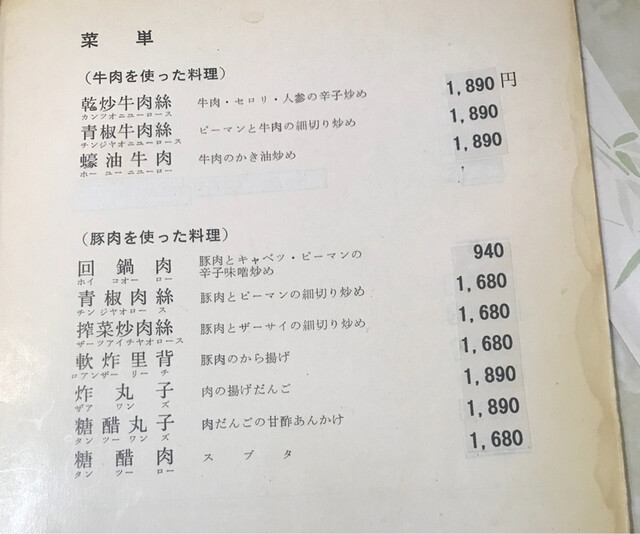 菜単
(牛肉を使った料理)
乾炒牛肉絲 牛肉・セロリ・人参の辛子炒め 1,890円
カンツオニユーロース
青椒牛肉絲 ピーマンと牛肉の細切り炒め 1,890
チンジヤオニユーロース
蠔油牛肉 牛肉のかき油炒め 1,890
ホーユーニユーロー
(豚肉を使った料理)
回鍋肉 豚肉とキャベツ・ピーマンの 940
辛子味噌炒め
ホイコオーロー
青椒肉絲 豚肉とピーマンの細切り炒め 1,680
チンジヤオロース
搾菜炒肉絲 豚肉とザーサイの細切り炒め 1,680
ザーツアイチヤオロース
軟炸里背 豚肉のから揚げ 1,680
ロアンザーリーチ
炸丸子 肉の揚げだんご 1,890
ザアワンズ
糖醋丸子 肉だんごの甘酢あんかけ 1,890
タンツーワンズ
糖醋肉 スブタ 1,680
タンツーロー